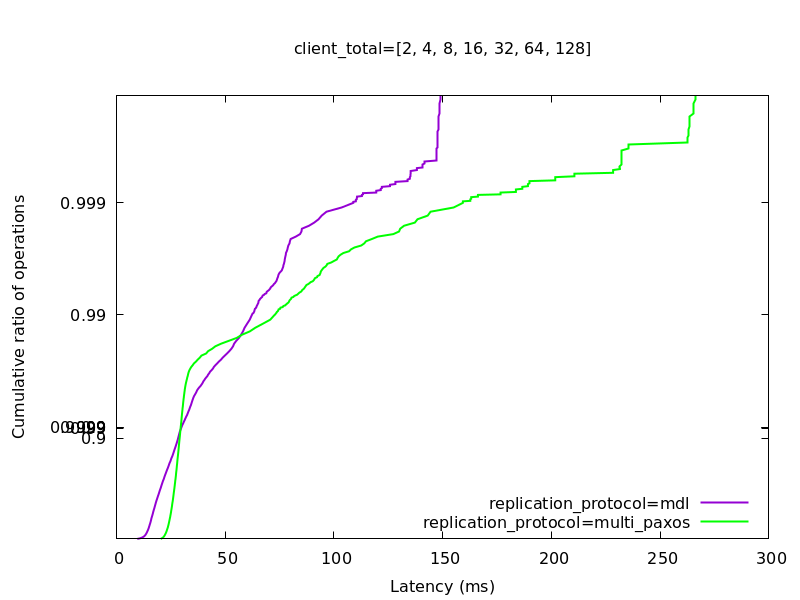 client_total=[2, 4, 8, 16, 32, 64, 128]
Cumulative ratio of operations
0.999
0.99
0.9
replication_protocol=mdl
replication_protocol=multi_paxos
0 50 100 150 200 250 300
Latency (ms)